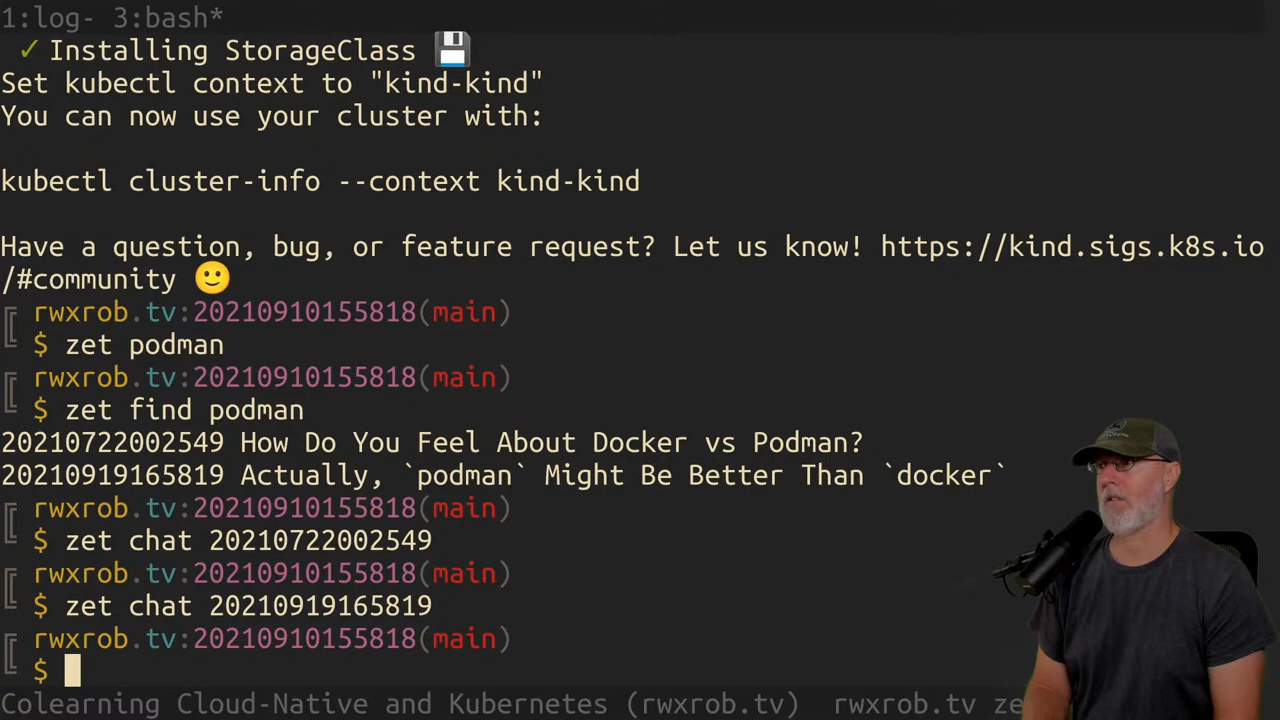 1:log- 3:bash*
✓ Installing StorageClass 💾
Set kubectl context to "kind-kind"
You can now use your cluster with:
kubectl cluster-info --context kind-kind
Have a question, bug, or feature request? Let us know! https://kind.sigs.k8s.io
/#community 🙂
rwxrob.tv:20210910155818(main)
$ zet podman
rwxrob.tv:20210910155818(main)
$ zet find podman
20210722002549 How Do You Feel About Docker vs Podman?
20210919165819 Actually, `podman` Might Be Better Than `docker`
rwxrob.tv:20210910155818(main)
$ zet chat 20210722002549
rwxrob.tv:20210910155818(main)
$ zet chat 20210919165819
rwxrob.tv:20210910155818(main)
$
Colearning Cloud-Native and Kubernetes (rwxrob.tv) rwxrob.tv ze